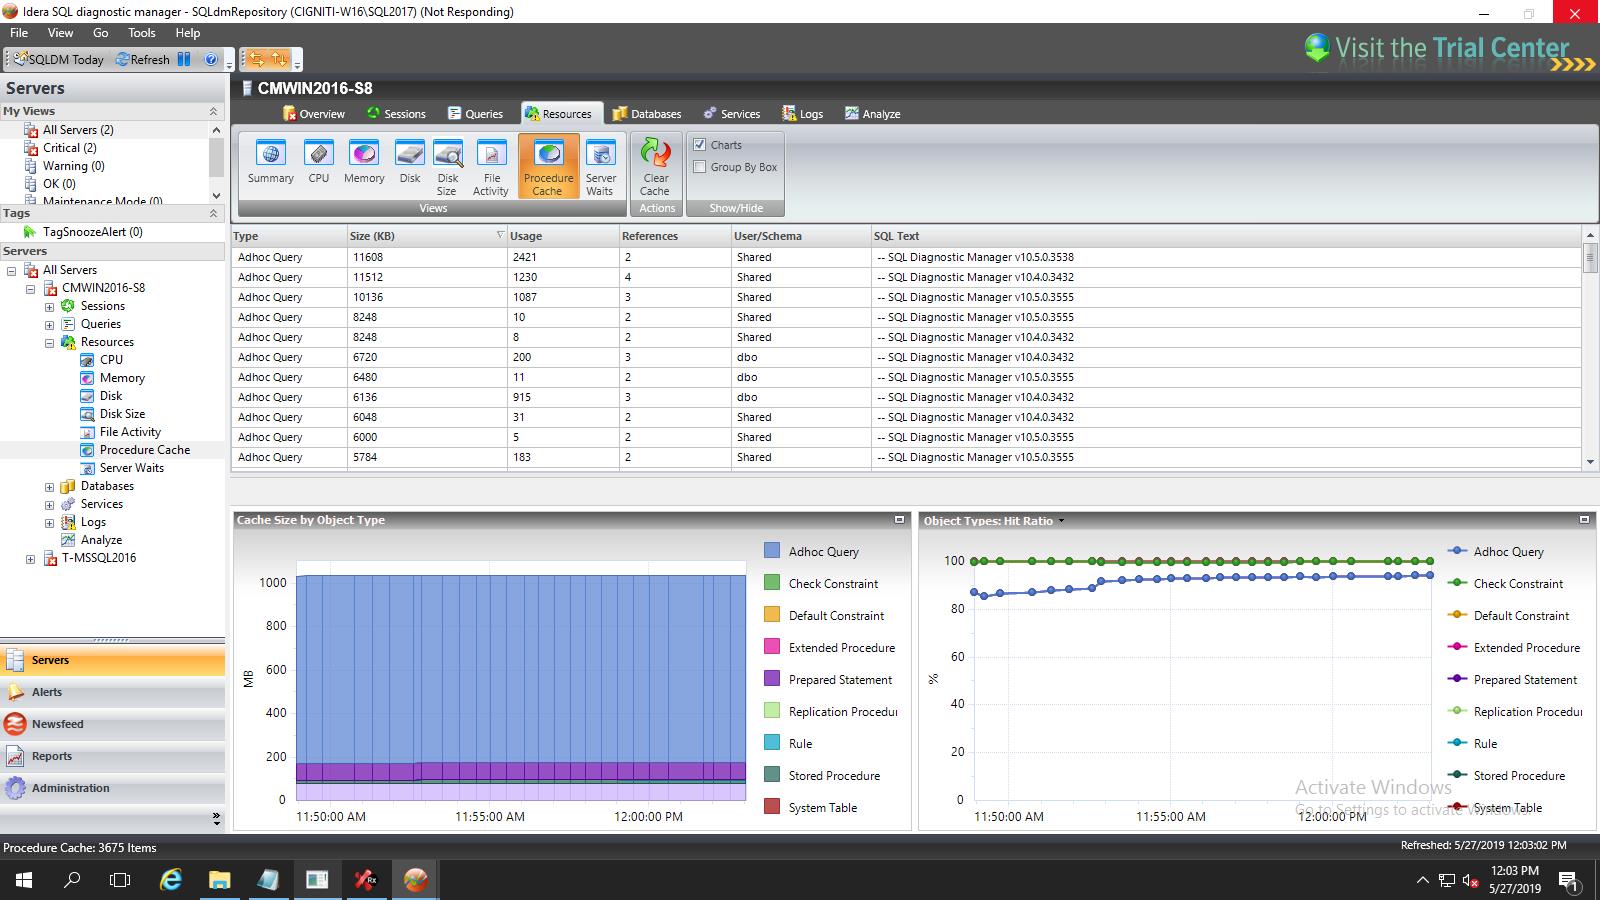 Idera SQL diagnostic manager - SQLdmRepository (CIGNITI-W16\SQL2017) (Not Responding)
File View Go Tools Help
SQLDM Today Refresh
Visit the Trial Center
Servers
My Views
All Servers (2)
Critical (2)
Warning (0)
OK (0)
Maintenance Mode (0)
Tags
TagSnoozeAlert (0)
Servers
All Servers
CMWIN2016-S8
Sessions
Queries
Resources
CPU
Memory
Disk
Disk Size
File Activity
Procedure Cache
Server Waits
Databases
Services
Logs
Analyze
T-MSSQL2016
Servers
Alerts
Newsfeed
Reports
Administration
CMWIN2016-S8
Overview Sessions Queries Resources Databases Services Logs Analyze
Summary CPU Memory Disk Disk Size File Activity Procedure Cache Server Waits
Views
Clear Cache
Actions
Charts
Group By Box
Show/Hide
Type Size (KB) Usage References User/Schema SQL Text
Adhoc Query 11608 2421 2 Shared -- SQL Diagnostic Manager v10.5.0.3538
Adhoc Query 11512 1230 4 Shared -- SQL Diagnostic Manager v10.4.0.3432
Adhoc Query 10136 1087 3 Shared -- SQL Diagnostic Manager v10.5.0.3555
Adhoc Query 8248 10 2 Shared -- SQL Diagnostic Manager v10.5.0.3555
Adhoc Query 8248 8 2 Shared -- SQL Diagnostic Manager v10.4.0.3432
Adhoc Query 6720 200 3 dbo -- SQL Diagnostic Manager v10.4.0.3432
Adhoc Query 6480 11 2 dbo -- SQL Diagnostic Manager v10.5.0.3555
Adhoc Query 6136 915 3 dbo -- SQL Diagnostic Manager v10.4.0.3432
Adhoc Query 6048 31 2 Shared -- SQL Diagnostic Manager v10.4.0.3432
Adhoc Query 6000 5 2 Shared -- SQL Diagnostic Manager v10.5.0.3555
Adhoc Query 5784 183 2 Shared -- SQL Diagnostic Manager v10.5.0.3555
Cache Size by Object Type
1000
800
600
400
200
0
MB
11:50:00 AM 11:55:00 AM 12:00:00 PM
Adhoc Query
Check Constraint
Default Constraint
Extended Procedure
Prepared Statement
Replication Procedur
Rule
Stored Procedure
System Table
Object Types: Hit Ratio
100
80
60
40
20
0
%
11:50:00 AM 11:55:00 AM 12:00:00 PM
Adhoc Query
Check Constraint
Default Constraint
Extended Procedure
Prepared Statement
Replication Procedur
Rule
Stored Procedure
System Table
Activate Windows
Go to Settings to activate Windows.
Procedure Cache: 3675 Items
Refreshed: 5/27/2019 12:03:02 PM
Rx
12:03 PM
5/27/2019
1